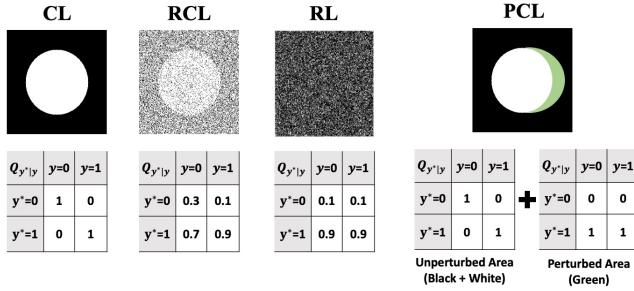 CL RCL RL PCL
Q_{y*|y} y=0 y=1 Q_{y*|y} y=0 y=1 Q_{y*|y} y=0 y=1 Q_{y*|y} y=0 y=1 Q_{y*|y} y=0 y=1
y*=0 1 0 y*=0 0.3 0.1 y*=0 0.1 0.1 y*=0 1 0 + y*=0 0 0
y*=1 0 1 y*=1 0.7 0.9 y*=1 0.9 0.9 y*=1 0 1 y*=1 1 1
Unperturbed Area Perturbed Area
(Black + White) (Green)